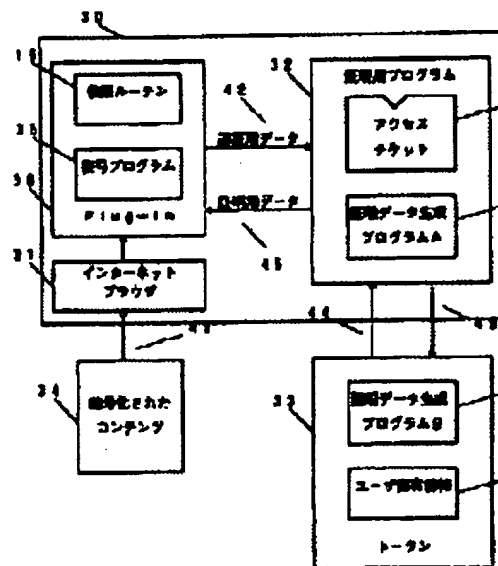 30
15
検証ルーチン
32
証明用プログラム
42
アクセス
チケット
認証用データ
35
復号プログラム
36
Plug-in
証明用データ
証明データ生成
プログラムA
45
31
インターネット
ブラウザ
41
44
43
34
暗号化された
コンテンツ
33
証明データ生成
プログラムB
ユーザ固有情報
トークン